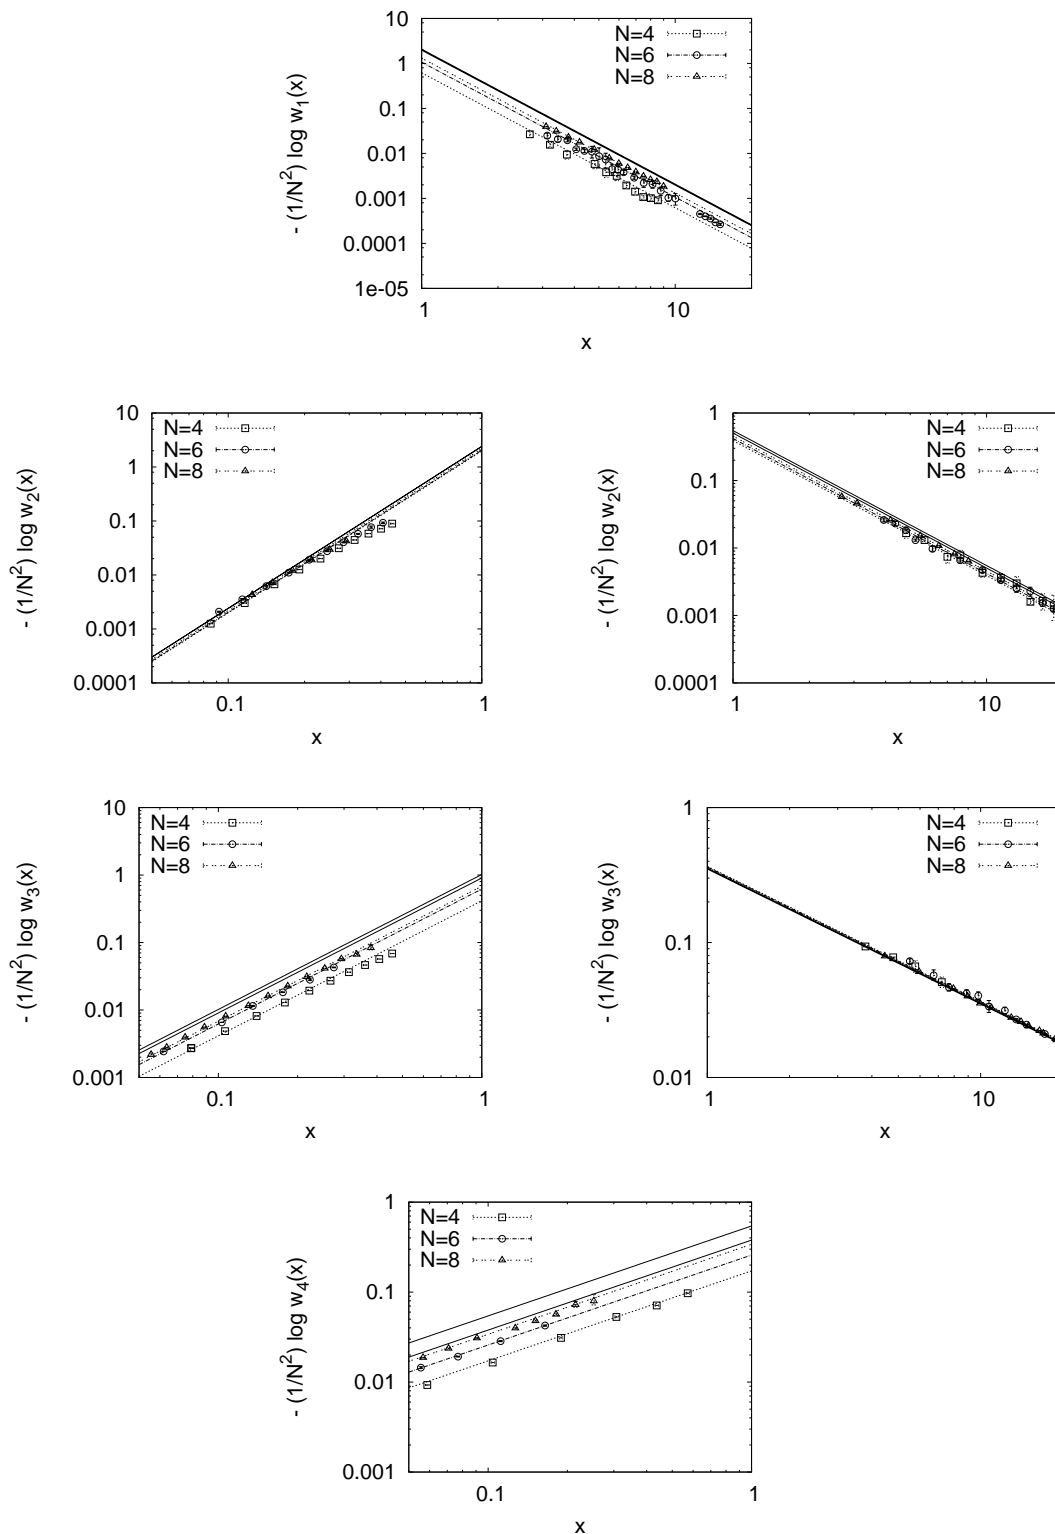 10
1
0.1
0.01
0.001
0.0001
1e-05
1 10
x
- (1/N²) log w₁(x)
N=4
N=6
N=8
10
1
0.1
0.01
0.001
0.0001
0.1 1
x
- (1/N²) log w₂(x)
N=4
N=6
N=8
1
0.1
0.01
0.001
0.0001
1 10
x
- (1/N²) log w₂(x)
N=4
N=6
N=8
10
1
0.1
0.01
0.001
0.1 1
x
- (1/N²) log w₃(x)
N=4
N=6
N=8
1
0.1
0.01
1 10
x
- (1/N²) log w₃(x)
N=4
N=6
N=8
1
0.1
0.01
0.001
0.1 1
x
- (1/N²) log w₄(x)
N=4
N=6
N=8